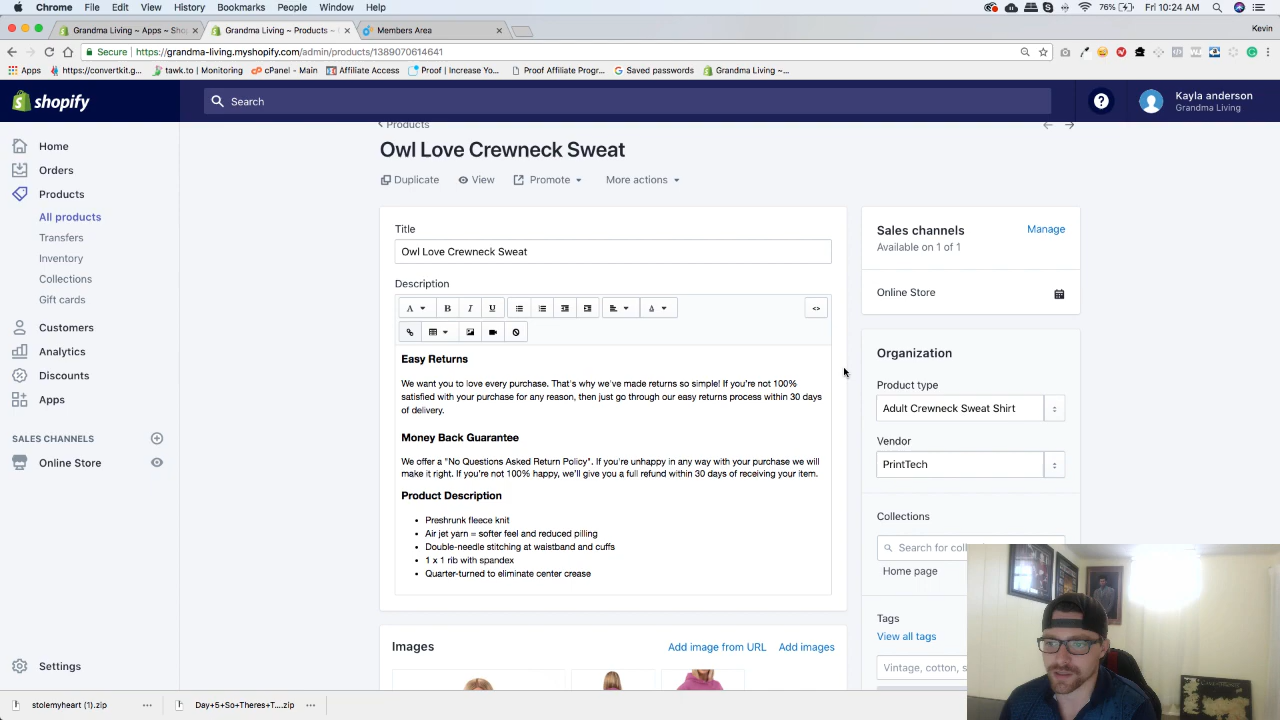 Chrome File Edit View History Bookmarks People Window Help 76% Fri 10:24 AM
Grandma Living ~ Apps ~ Sho Grandma Living ~ Products ~ Members Area Kevin
Secure https://grandma-living.myshopify.com/admin/products/1389070614641
Apps https://convertkit.c... tawk.to | Monitoring cPanel - Main Affiliate Access Proof | Increase Yo... Proof Affiliate Progr... Saved passwords Grandma Living ~...
shopify Search ? Kayla anderson
Grandma Living
Home
Orders
Products
All products
Transfers
Inventory
Collections
Gift cards
Customers
Analytics
Discounts
Apps
SALES CHANNELS
Online Store
Settings
Products
Owl Love Crewneck Sweat
Duplicate View Promote More actions
Title
Owl Love Crewneck Sweat
Description
A B I U A <>
Easy Returns
We want you to love every purchase. That's why we've made returns so simple! If you're not 100%
satisfied with your purchase for any reason, then just go through our easy returns process within 30 days
of delivery.
Money Back Guarantee
We offer a "No Questions Asked Return Policy". If you're unhappy in any way with your purchase we will
make it right. If you're not 100% happy, we'll give you a full refund within 30 days of receiving your item.
Product Description
Preshrunk fleece knit
Air jet yarn = softer feel and reduced pilling
Double-needle stitching at waistband and cuffs
1 x 1 rib with spandex
Quarter-turned to eliminate center crease
Images Add image from URL Add images
Sales channels Manage
Available on 1 of 1
Online Store
Organization
Product type
Adult Crewneck Sweat Shirt
Vendor
PrintTech
Collections
Search for coll
Home page
Tags
View all tags
Vintage, cotton, s
stolemyheart (1).zip Day+5+So+Theres+T....zip